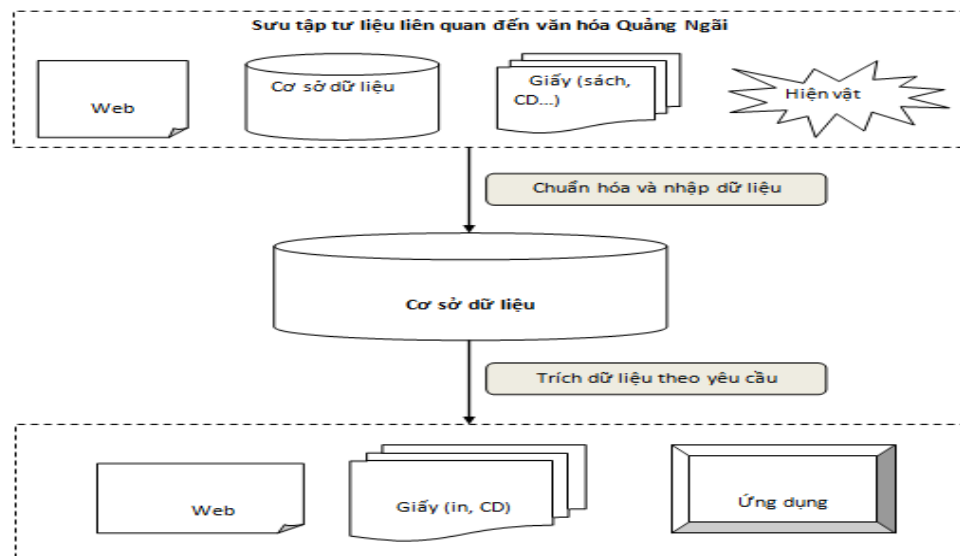 Sưu tập tư liệu liên quan đến văn hóa Quảng Ngãi
Web
Cơ sở dữ liệu
Giấy (sách,
CD...)
Hiện vật
Chuẩn hóa và nhập dữ liệu
Cơ sở dữ liệu
Trích dữ liệu theo yêu cầu
Web
Giấy (in, CD)
Ứng dụng